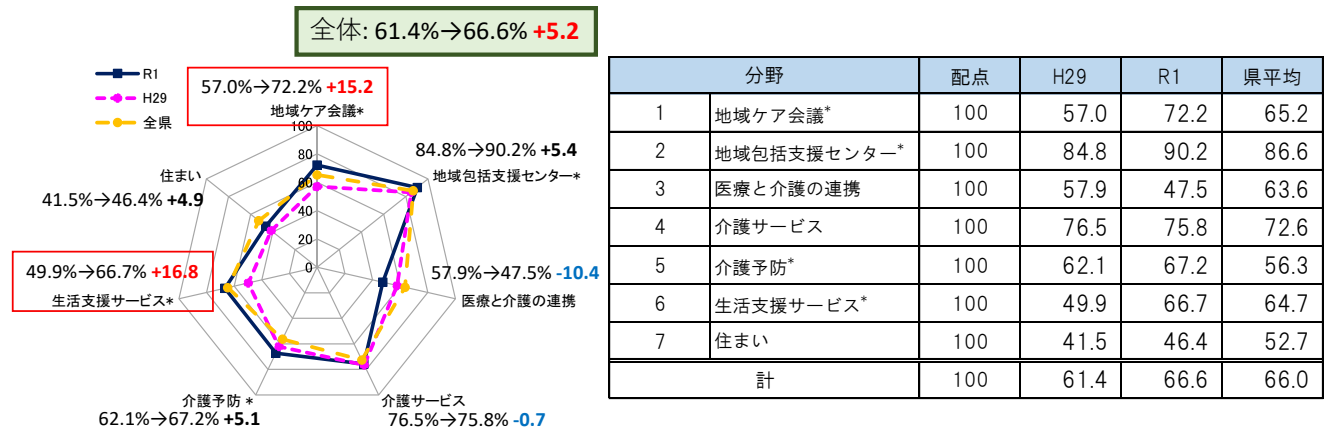 全体: 61.4%→66.6% +5.2
R1
H29
全県
57.0%→72.2% +15.2
地域ケア会議*
100
80
60
40
20
0
84.8%→90.2% +5.4
地域包括支援センター*
57.9%→47.5% -10.4
医療と介護の連携
介護サービス
76.5%→75.8% -0.7
介護予防 *
62.1%→67.2% +5.1
49.9%→66.7% +16.8
生活支援サービス*
住まい
41.5%→46.4% +4.9
分野 配点 H29 R1 県平均
1 地域ケア会議* 100 57.0 72.2 65.2
2 地域包括支援センター* 100 84.8 90.2 86.6
3 医療と介護の連携 100 57.9 47.5 63.6
4 介護サービス 100 76.5 75.8 72.6
5 介護予防* 100 62.1 67.2 56.3
6 生活支援サービス* 100 49.9 66.7 64.7
7 住まい 100 41.5 46.4 52.7
計 100 61.4 66.6 66.0